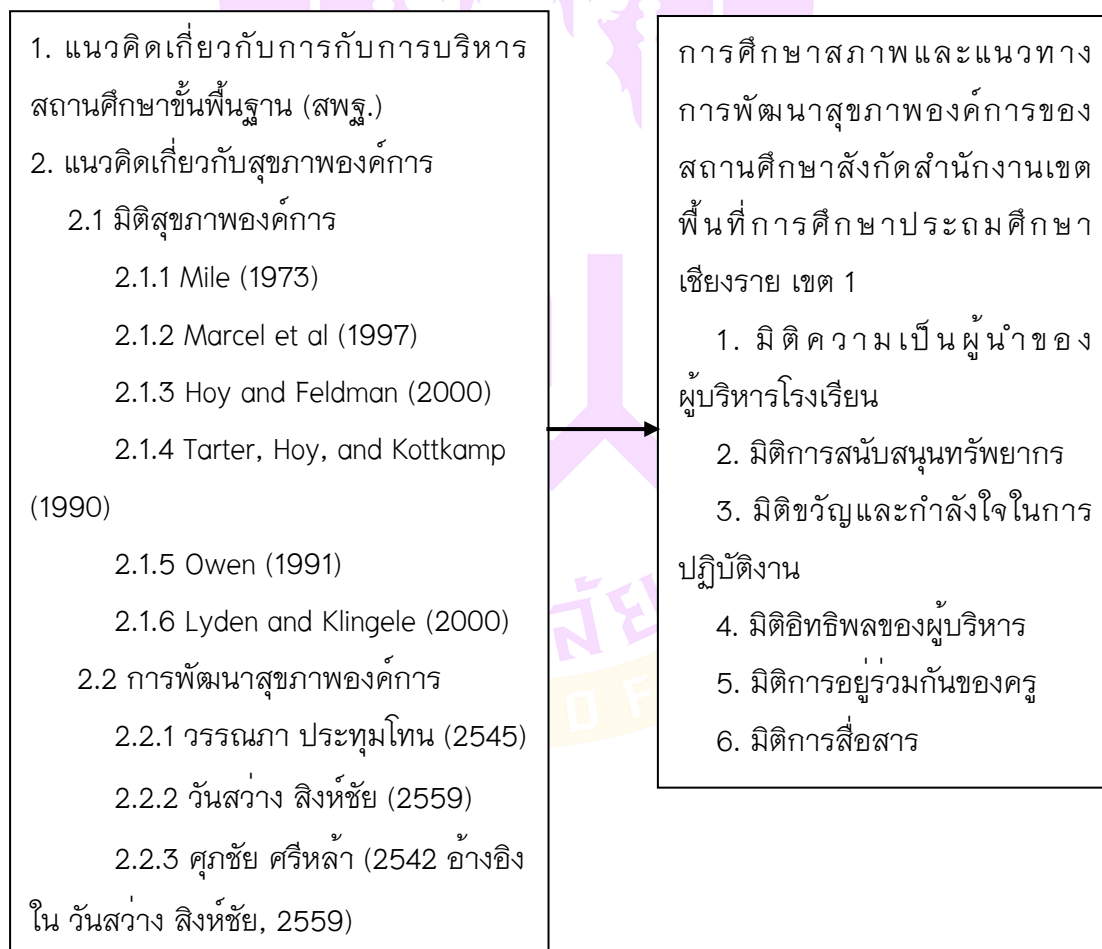 1. แนวคิดเกี่ยวกับการกับการบริหาร
สถานศึกษาขั้นพื้นฐาน (สพฐ.)
2. แนวคิดเกี่ยวกับสุขภาพองค์การ
2.1 มิติสุขภาพองค์การ
2.1.1 Mile (1973)
2.1.2 Marcel et al (1997)
2.1.3 Hoy and Feldman (2000)
2.1.4 Tarter, Hoy, and Kottkamp
(1990)
2.1.5 Owen (1991)
2.1.6 Lyden and Klingele (2000)
2.2 การพัฒนาสุขภาพองค์การ
2.2.1 วรรณภา ประทุมโทน (2545)
2.2.2 วันสว่าง สิงห์ชัย (2559)
2.2.3 ศุภชัย ศรีหล้า (2542 อ้างอิง
ใน วันสว่าง สิงห์ชัย, 2559)
การศึกษาสภาพและแนวทาง
การพัฒนาสุขภาพองค์การของ
สถานศึกษาสังกัดสำนักงานเขต
พื้นที่การศึกษาประถมศึกษา
เชียงราย เขต 1
1. มิติความเป็นผู้นำของ
ผู้บริหารโรงเรียน
2. มิติการสนับสนุนทรัพยากร
3. มิติขวัญและกำลังใจในการ
ปฏิบัติงาน
4. มิติอิทธิพลของผู้บริหาร
5. มิติการอยู่ร่วมกันของครู
6. มิติการสื่อสาร